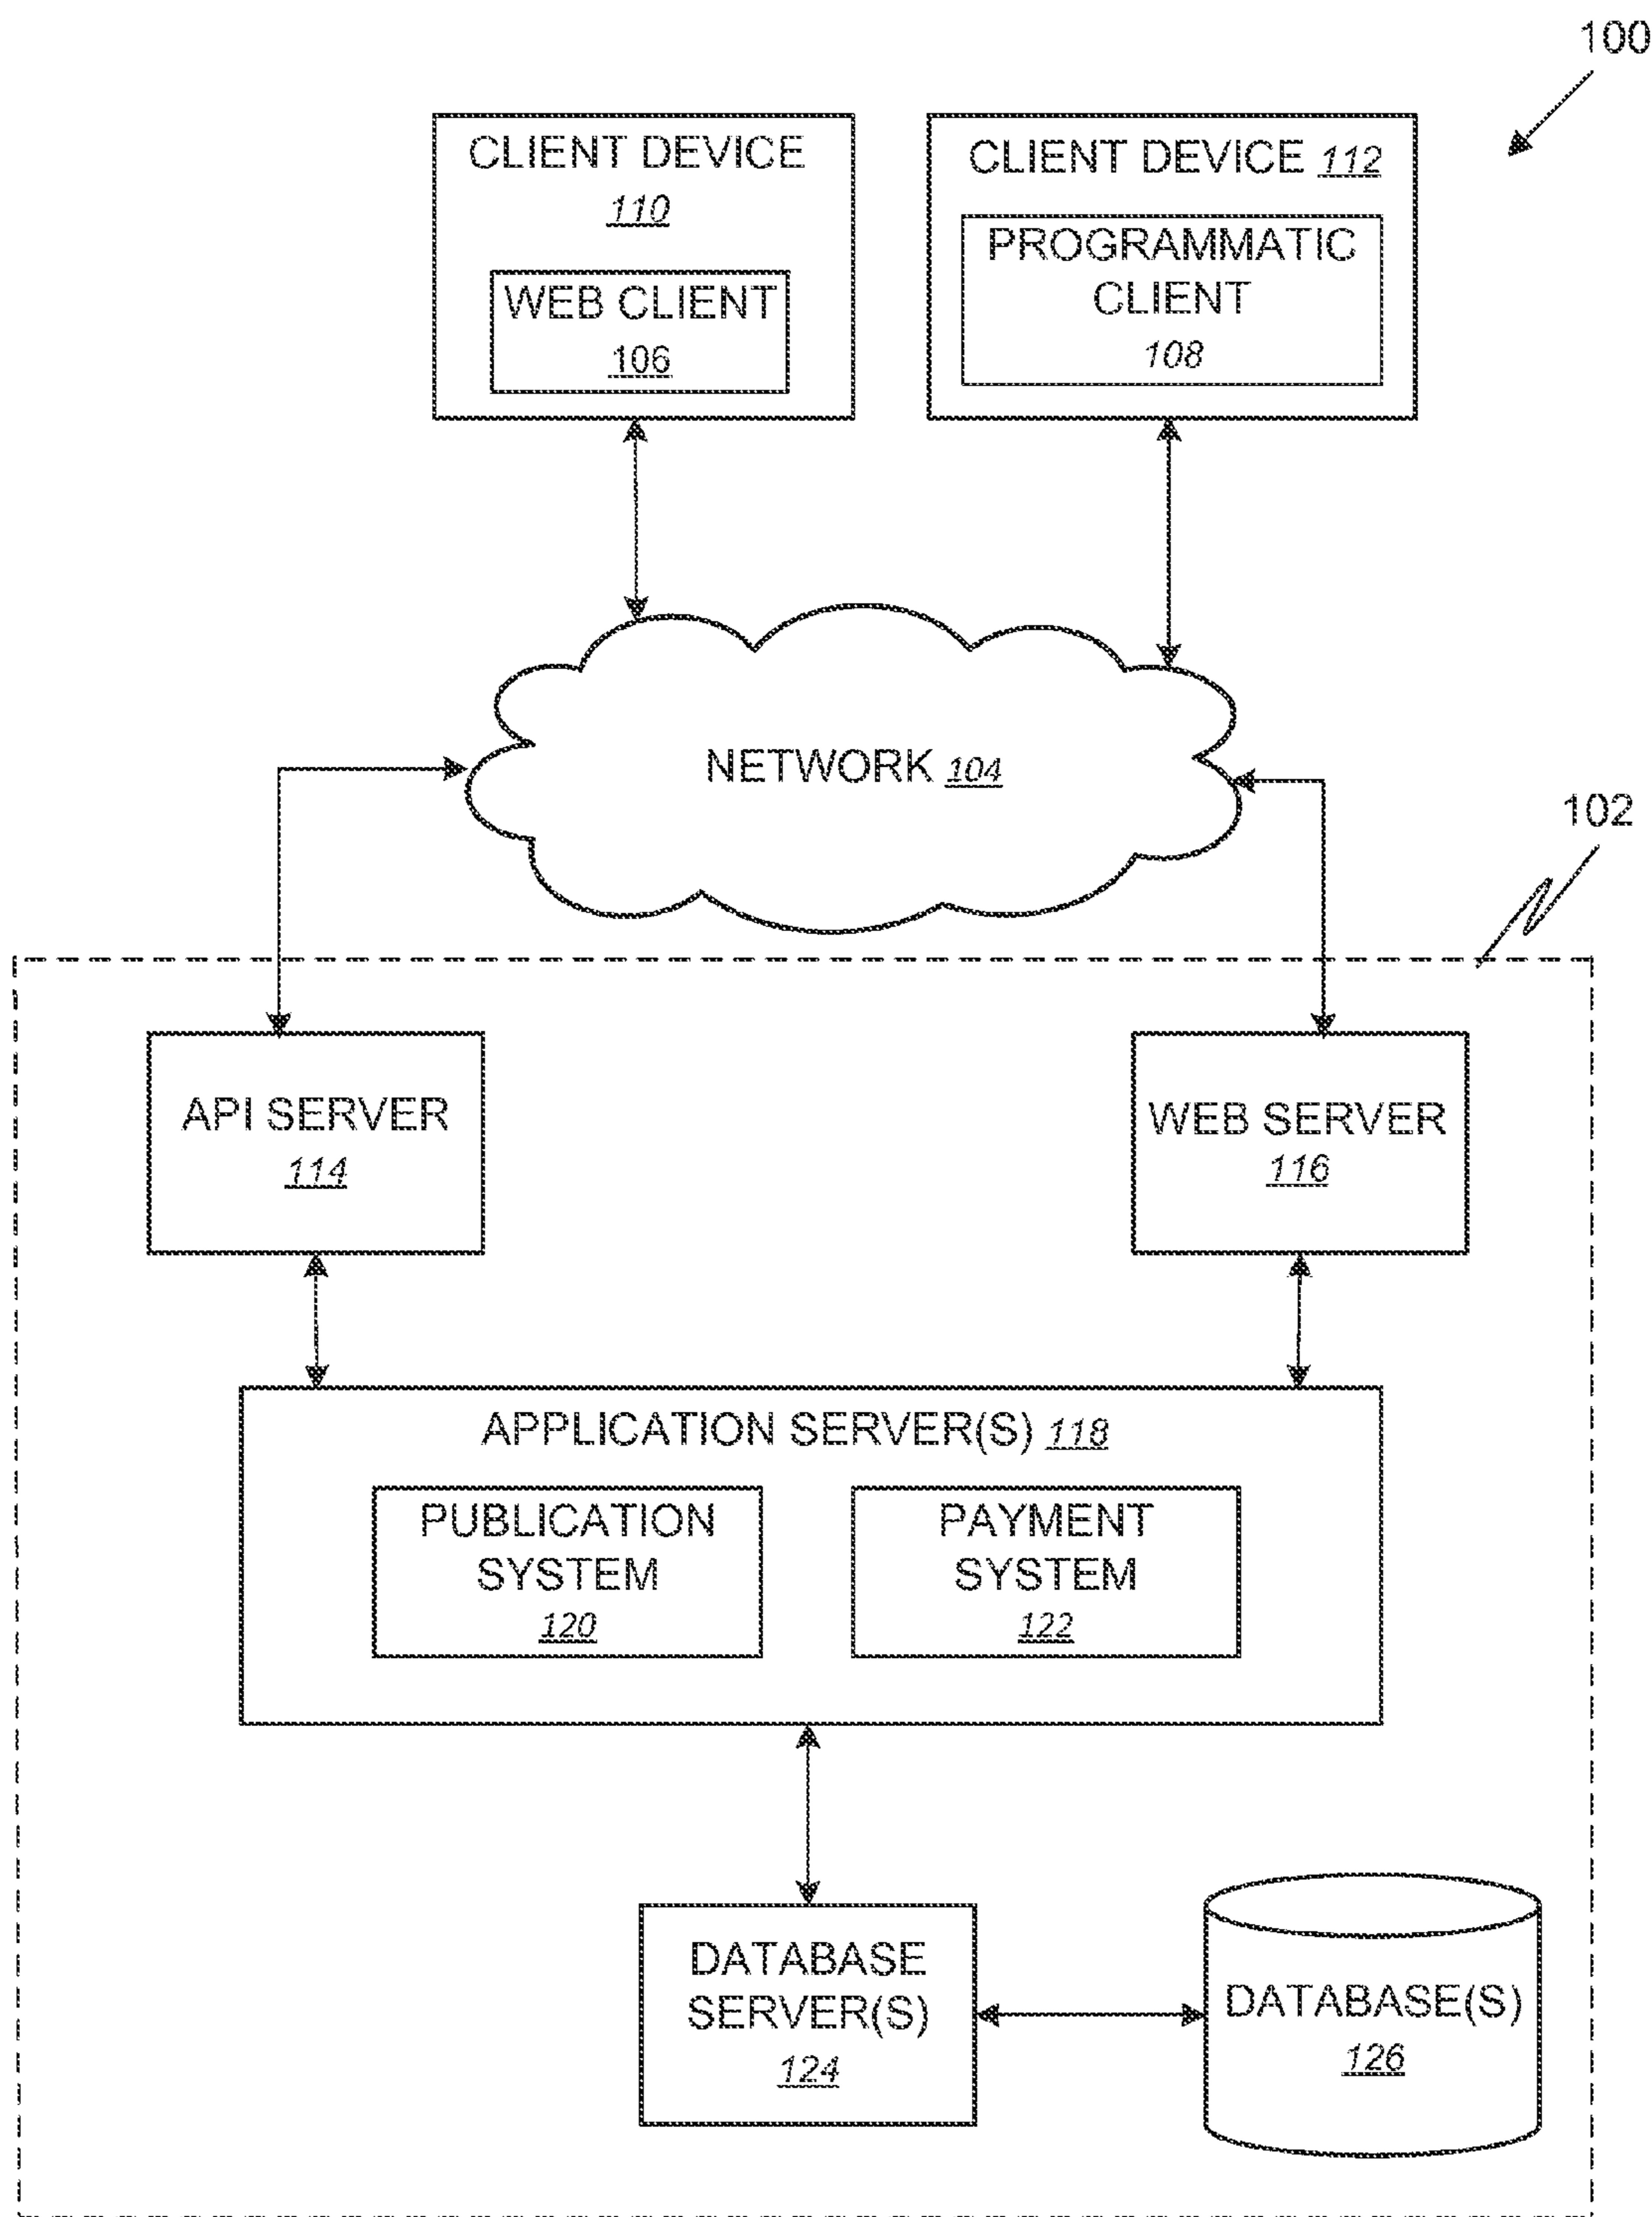 100
CLIENT DEVICE
110
WEB CLIENT
106
CLIENT DEVICE 112
PROGRAMMATIC
CLIENT
108
NETWORK 104
102
API SERVER
114
WEB SERVER
116
APPLICATION SERVER(S) 118
PUBLICATION
SYSTEM
120
PAYMENT
SYSTEM
122
DATABASE
SERVER(S)
124
DATABASE(S)
126